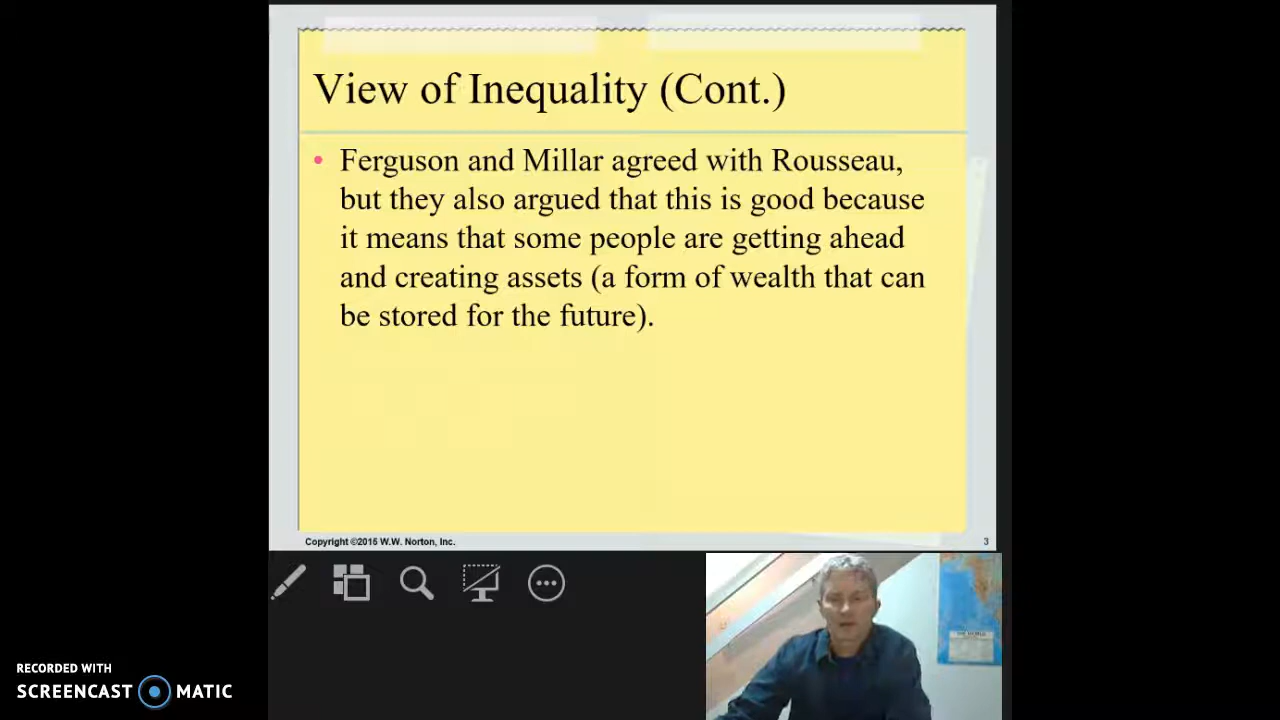 View of Inequality (Cont.)
• Ferguson and Millar agreed with Rousseau,
but they also argued that this is good because
it means that some people are getting ahead
and creating assets (a form of wealth that can
be stored for the future).
Copyright ©2015 W.W. Norton, Inc.
3
RECORDED WITH
SCREENCAST MATIC